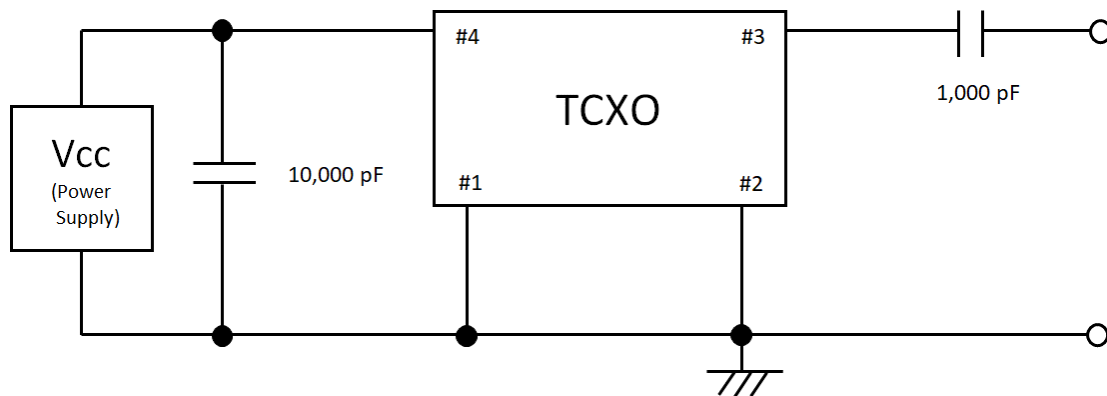 #4
#3
TCXO
1,000 pF
Vcc
(Power
Supply)
10,000 pF
#1
#2